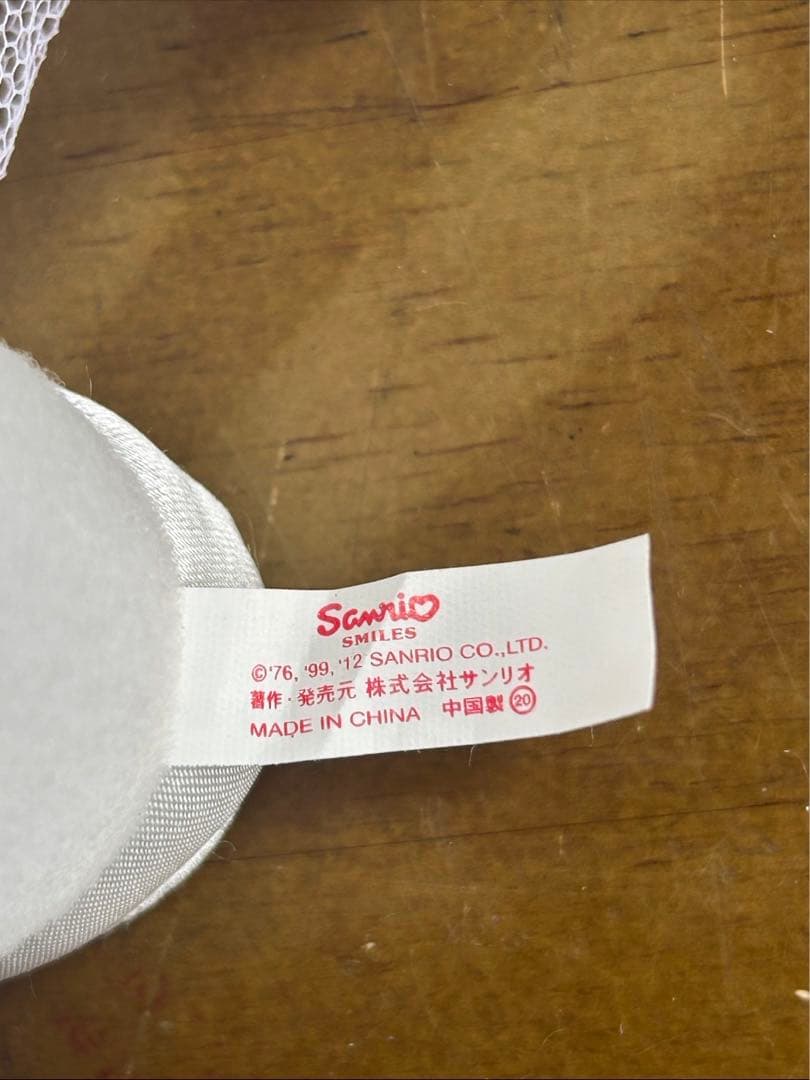 Sanrio
SMILES
©'76, '99, '12 SANRIO CO.,LTD.
著作・発売元 株式会社サンリオ
MADE IN CHINA 中国製 ⑳